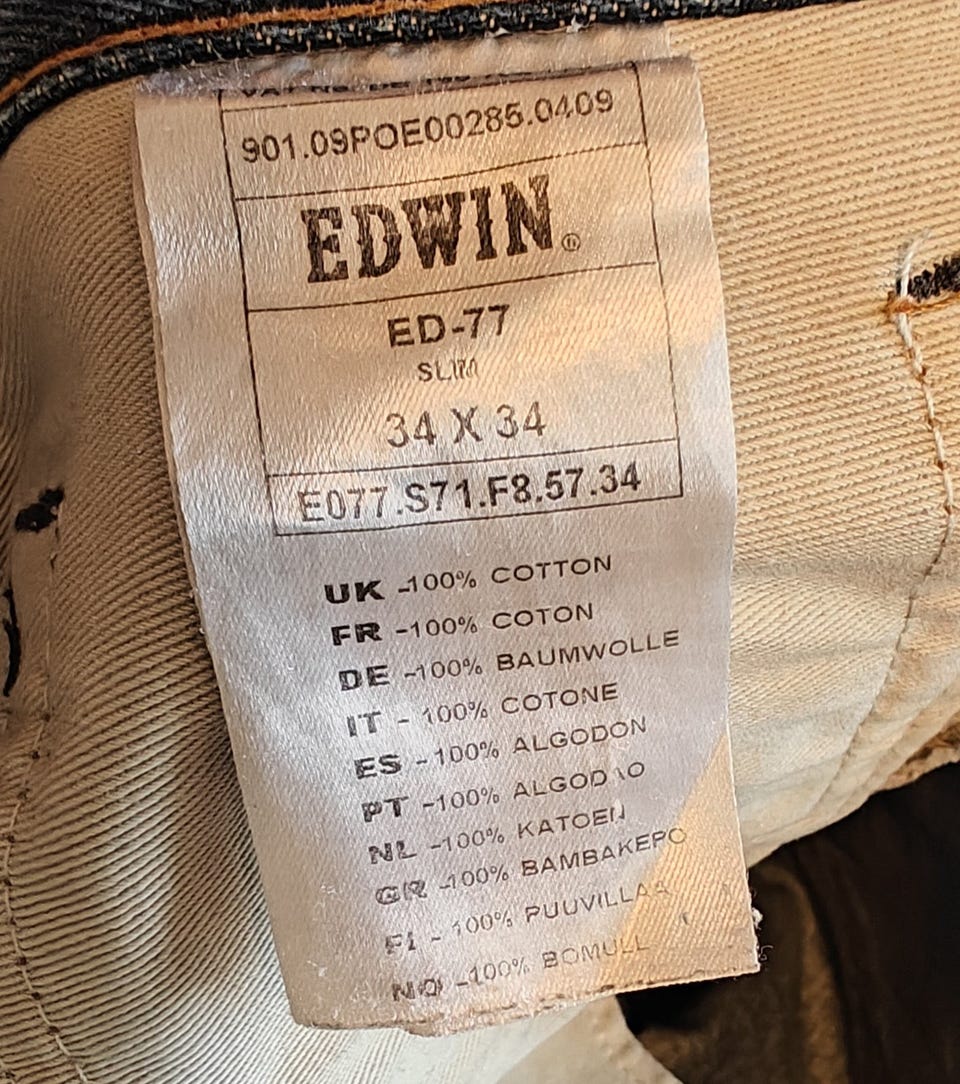 901.09POE00285.0409
EDWIN®
ED-77
SLIM
34 X 34
E077.S71.F8.57.34
UK -100% COTTON
FR -100% COTON
DE -100% BAUMWOLLE
IT - 100% COTONE
ES - 100% ALGODON
PT -100% ALGOD O
NL -100% KATOEN
GR -100% BAMBAKEPO
FI - 100% PUUVILLAA
NO -100% BOMULL